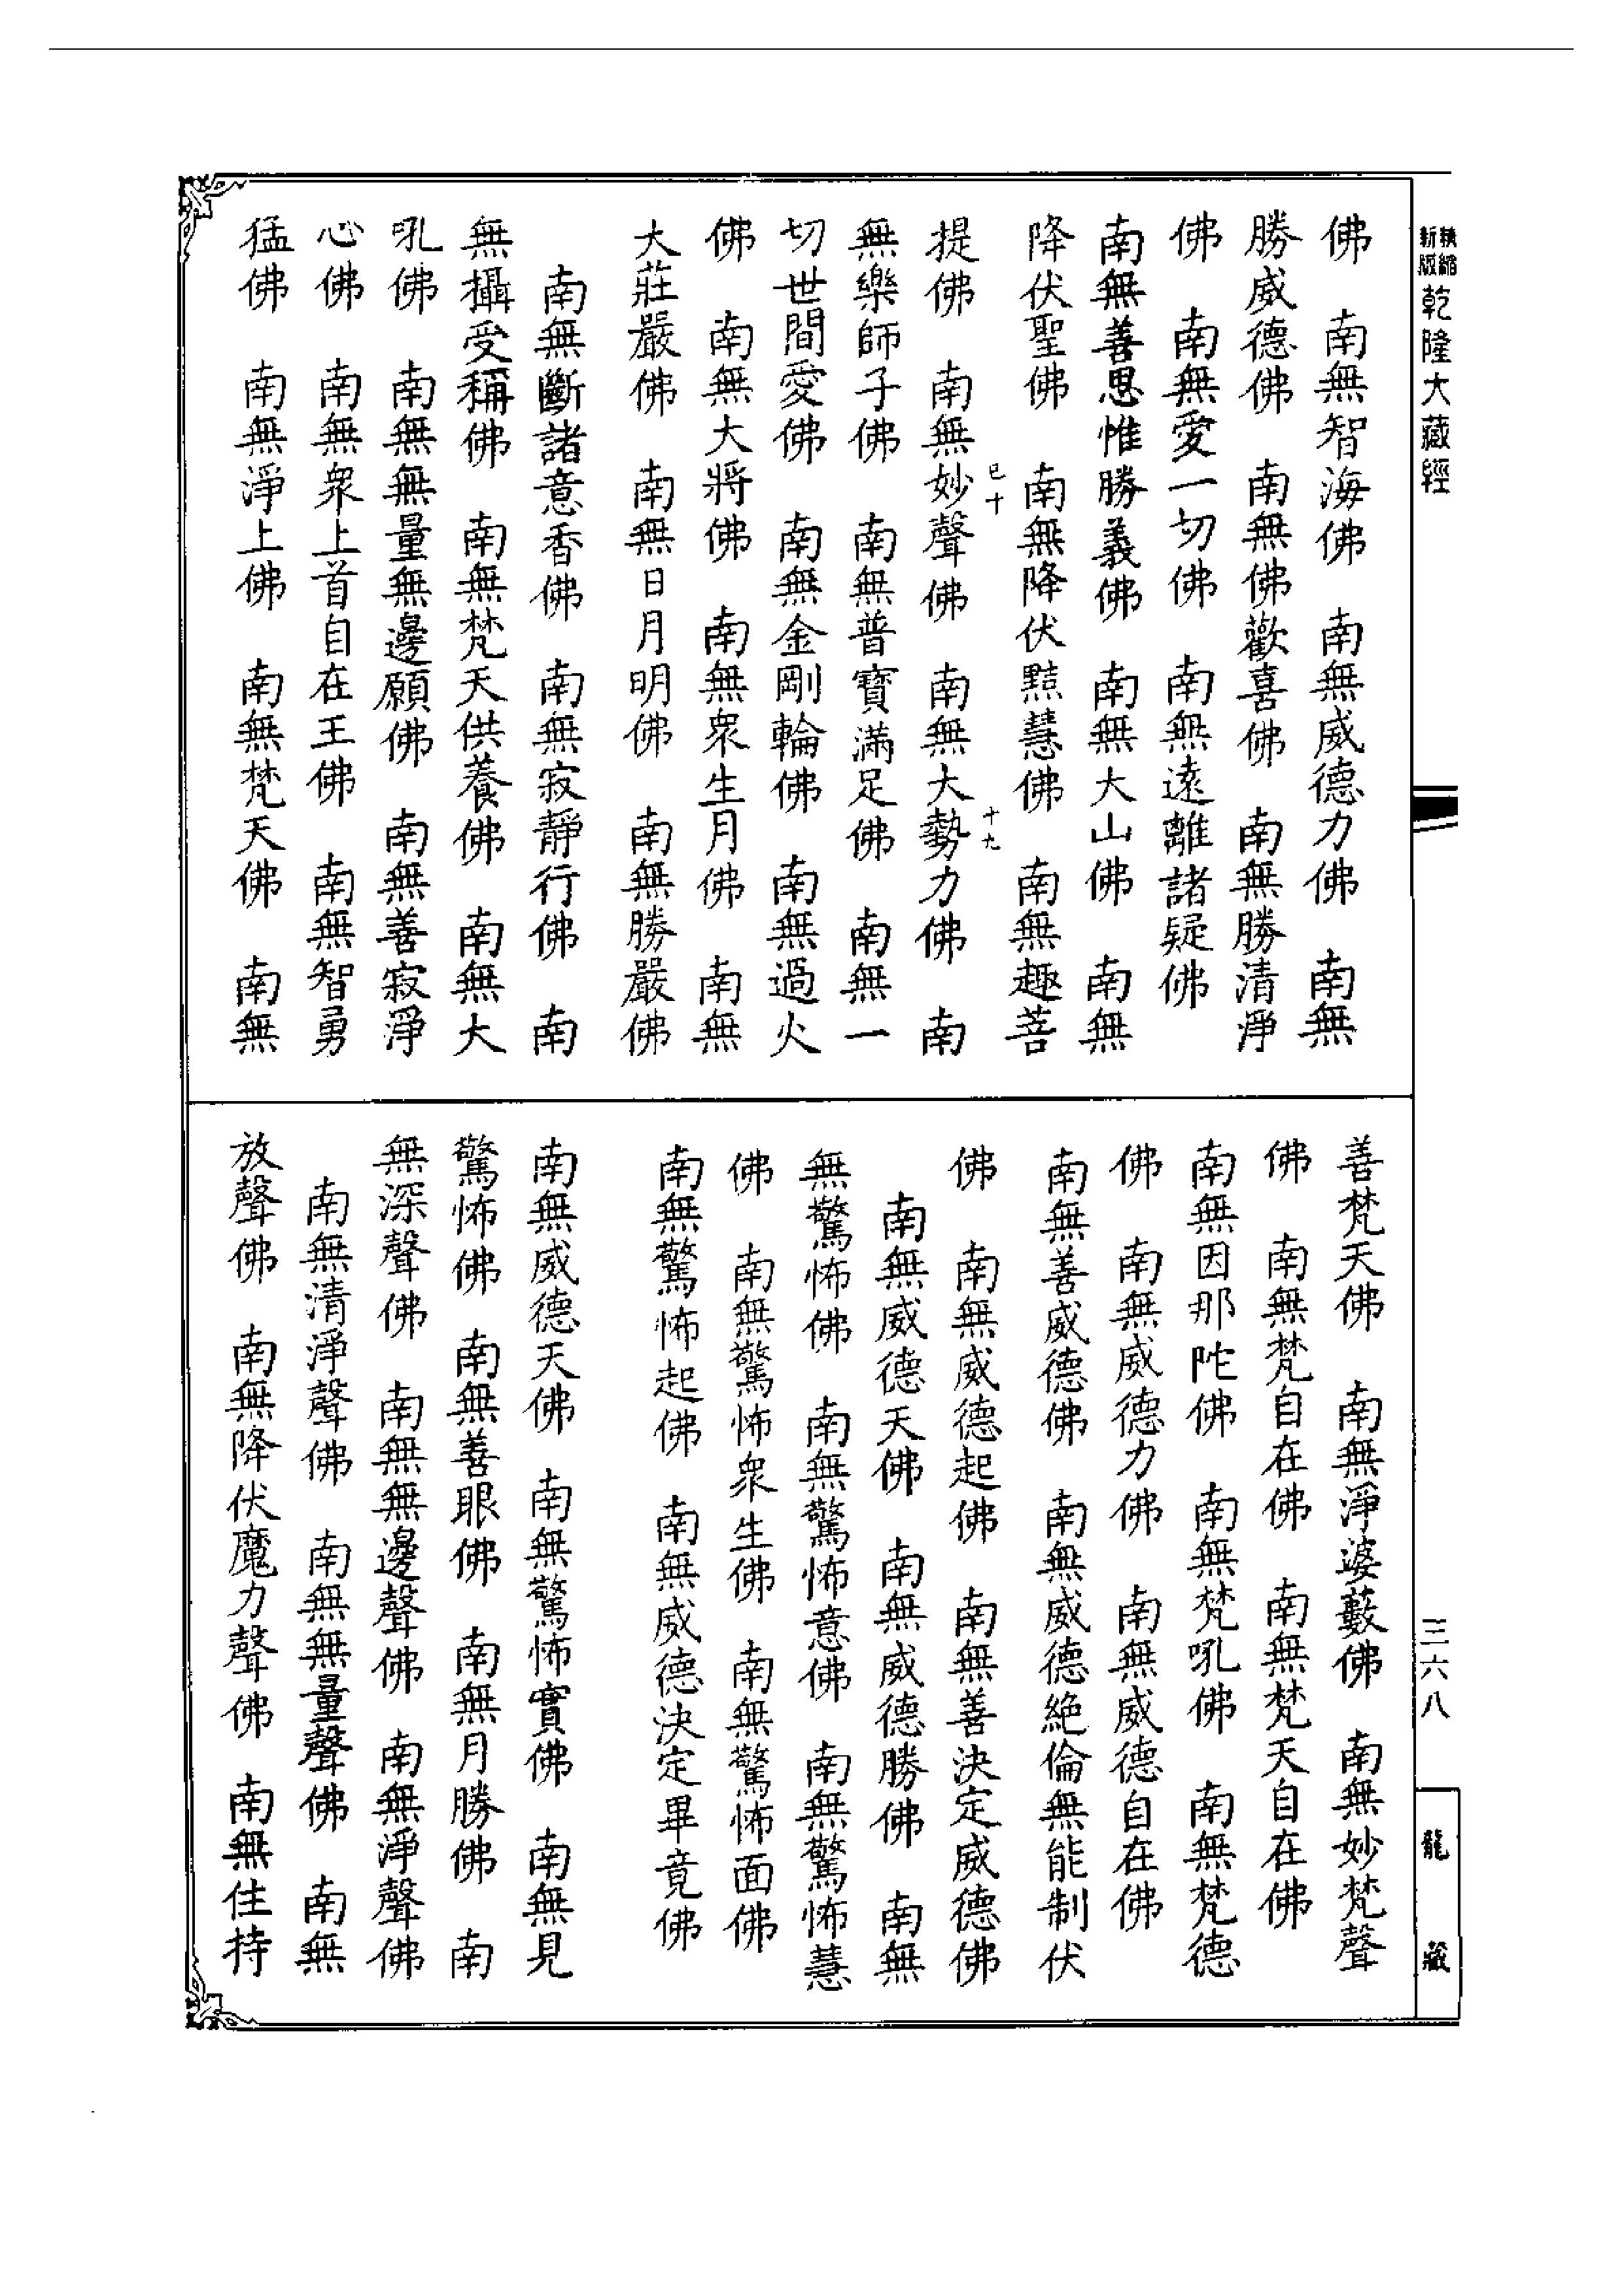 新版 精縮 乾隆大藏經
佛　南無智海佛　南無威德力佛　南無
勝威德佛　南無佛歡喜佛　南無勝清淨
佛　南無愛一切佛　南無遠離諸疑佛
南無善思惟勝義佛　南無大山佛　南無
降伏聖佛　南無降伏黠慧佛　南無趣菩
提佛　南無妙聲佛　南無大勢力佛　南
無樂師子佛　南無普寶滿足佛　南無一
切世間愛佛　南無金剛輪佛　南無過火
佛　南無大將佛　南無眾生月佛　南無
大莊嚴佛　南無日月明佛　南無勝嚴佛
南無斷諸意香佛　南無寂靜行佛　南
無攝受稱佛　南無梵天供養佛　南無大
吼佛　南無無量無邊願佛　南無善寂淨
心佛　南無眾上首自在王佛　南無智勇
猛佛　南無淨上佛　南無梵天佛　南無
善梵天佛　南無淨婆藪佛　南無妙梵聲
佛　南無梵自在佛　南無梵天自在佛
南無因那陀佛　南無梵吼佛　南無梵德
佛　南無威德力佛　南無威德自在佛
南無善威德佛　南無威德絕倫無能制伏
佛　南無威德起佛　南無善決定威德佛
南無威德天佛　南無威德勝佛　南無
無驚怖佛　南無驚怖意佛　南無驚怖慧
佛　南無驚怖眾生佛　南無驚怖面佛
南無驚怖起佛　南無威德決定畢竟佛
南無威德天佛　南無驚怖實佛　南無見
驚怖佛　南無善眼佛　南無月勝佛　南
無深聲佛　南無無邊聲佛　南無淨聲佛
南無清淨聲佛　南無無量聲佛　南無
放聲佛　南無降伏魔力聲佛　南無住持
三六八
龍藏
巳十
十九